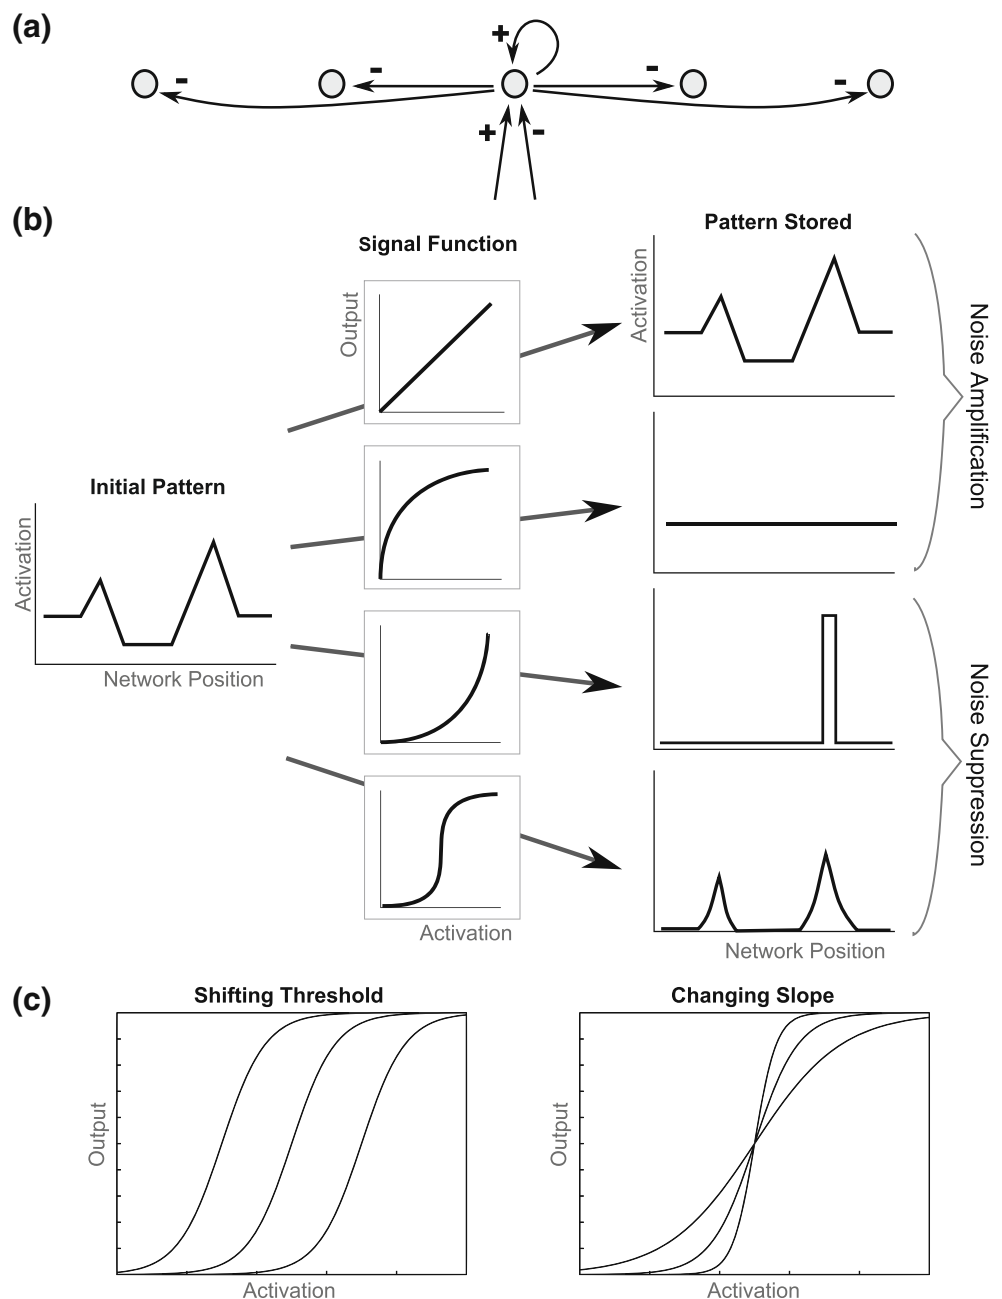 (a)
+
-
-
-
-
+
-
(b)
Signal Function
Pattern Stored
Output
Activation
Noise Amplification
Initial Pattern
Activation
Network Position
Noise Suppression
Activation
Network Position
(c)
Shifting Threshold
Changing Slope
Output
Output
Activation
Activation